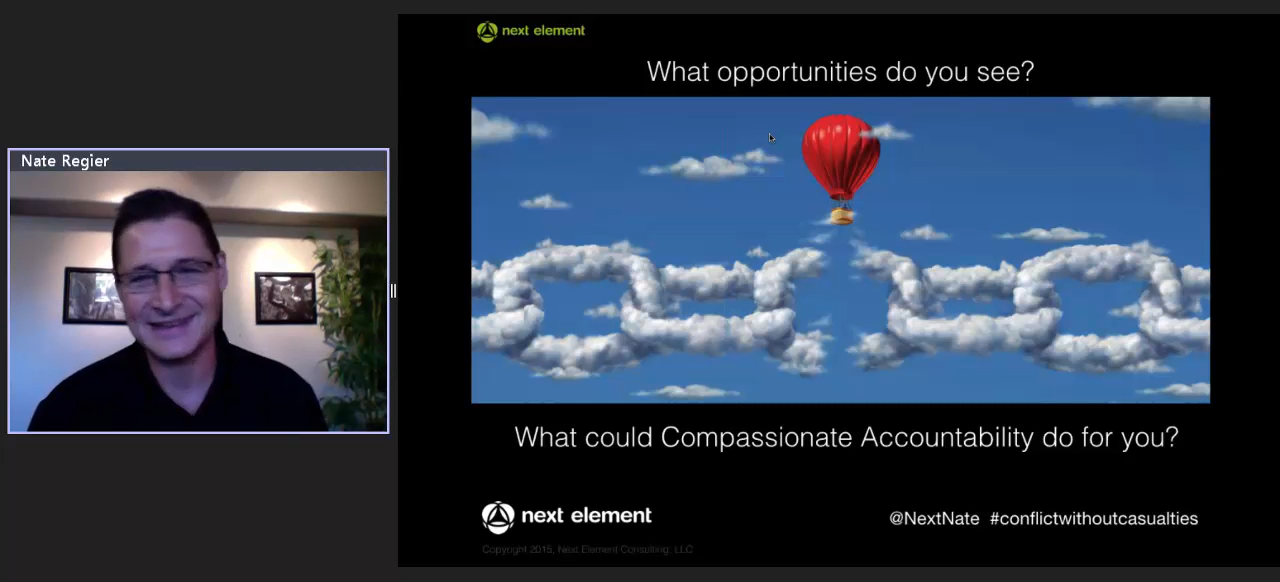 Nate Regier
next element
What opportunities do you see?
What could Compassionate Accountability do for you?
next element
@NextNate #conflictwithoutcasualties
Copyright 2015, Next Element Consulting, LLC